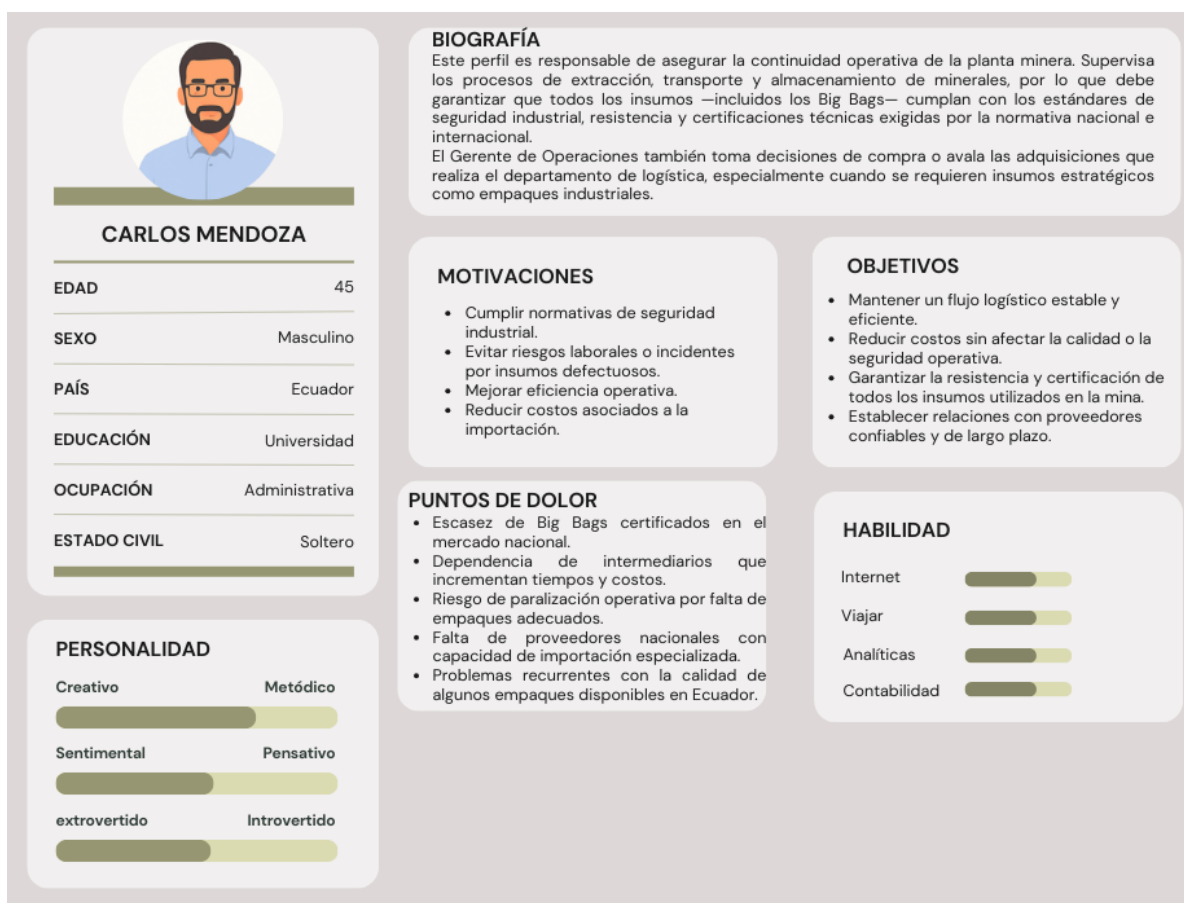 CARLOS MENDOZA
EDAD 45
SEXO Masculino
PAÍS Ecuador
EDUCACIÓN Universidad
OCUPACIÓN Administrativa
ESTADO CIVIL Soltero
PERSONALIDAD
Creativo Metódico
Sentimental Pensativo
extrovertido Introvertido
BIOGRAFÍA
Este perfil es responsable de asegurar la continuidad operativa de la planta minera. Supervisa
los procesos de extracción, transporte y almacenamiento de minerales, por lo que debe
garantizar que todos los insumos —incluidos los Big Bags— cumplan con los estándares de
seguridad industrial, resistencia y certificaciones técnicas exigidas por la normativa nacional e
internacional.
El Gerente de Operaciones también toma decisiones de compra o avala las adquisiciones que
realiza el departamento de logística, especialmente cuando se requieren insumos estratégicos
como empaques industriales.
MOTIVACIONES
• Cumplir normativas de seguridad
industrial.
• Evitar riesgos laborales o incidentes
por insumos defectuosos.
• Mejorar eficiencia operativa.
• Reducir costos asociados a la
importación.
OBJETIVOS
• Mantener un flujo logístico estable y
eficiente.
• Reducir costos sin afectar la calidad o la
seguridad operativa.
• Garantizar la resistencia y certificación de
todos los insumos utilizados en la mina.
• Establecer relaciones con proveedores
confiables y de largo plazo.
PUNTOS DE DOLOR
• Escasez de Big Bags certificados en el
mercado nacional.
• Dependencia de intermediarios que
incrementan tiempos y costos.
• Riesgo de paralización operativa por falta de
empaques adecuados.
• Falta de proveedores nacionales con
capacidad de importación especializada.
• Problemas recurrentes con la calidad de
algunos empaques disponibles en Ecuador.
HABILIDAD
Internet
Viajar
Analíticas
Contabilidad